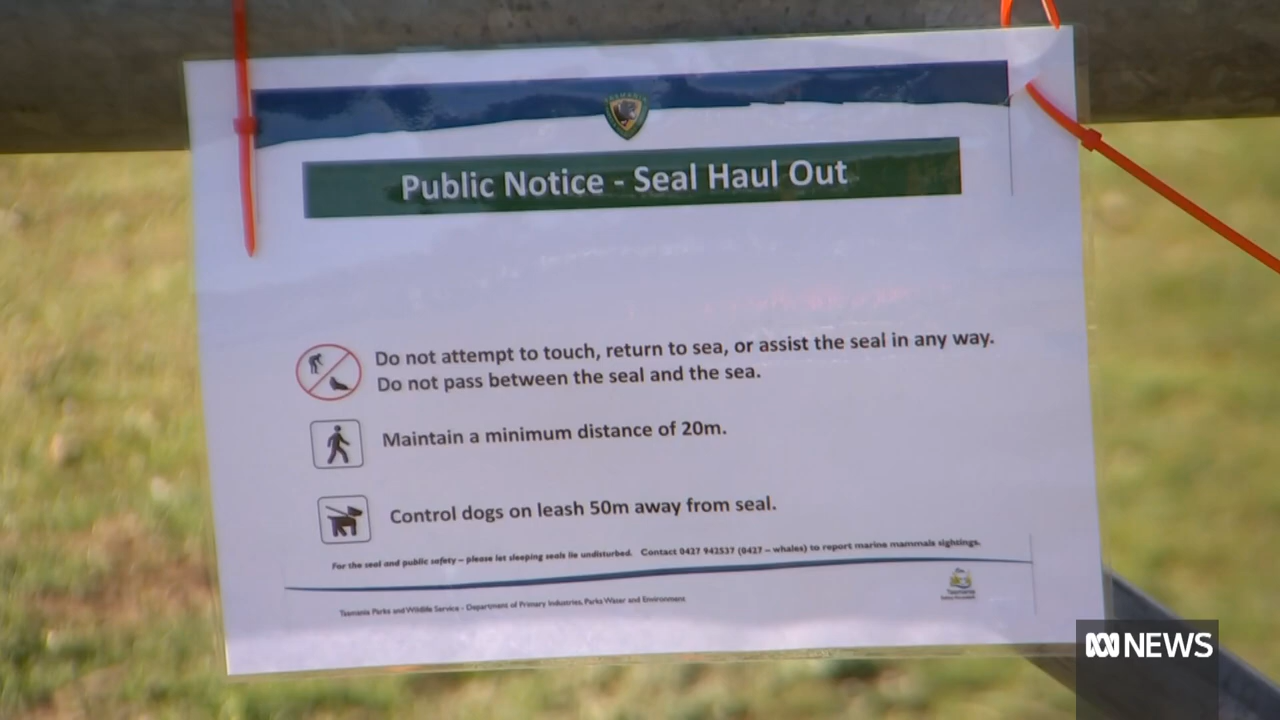 TASMANIA
Public Notice - Seal Haul Out
Do not attempt to touch, return to sea, or assist the seal in any way.
Do not pass between the seal and the sea.
Maintain a minimum distance of 20m.
Control dogs on leash 50m away from seal.
For the seal and public safety – please let sleeping seals lie undisturbed. Contact 0427 942537 (0427 – whales) to report marine mammals sightings.
Tasmania Parks and Wildlife Service - Department of Primary Industries, Parks Water and Environment
Tasmania
NEWS